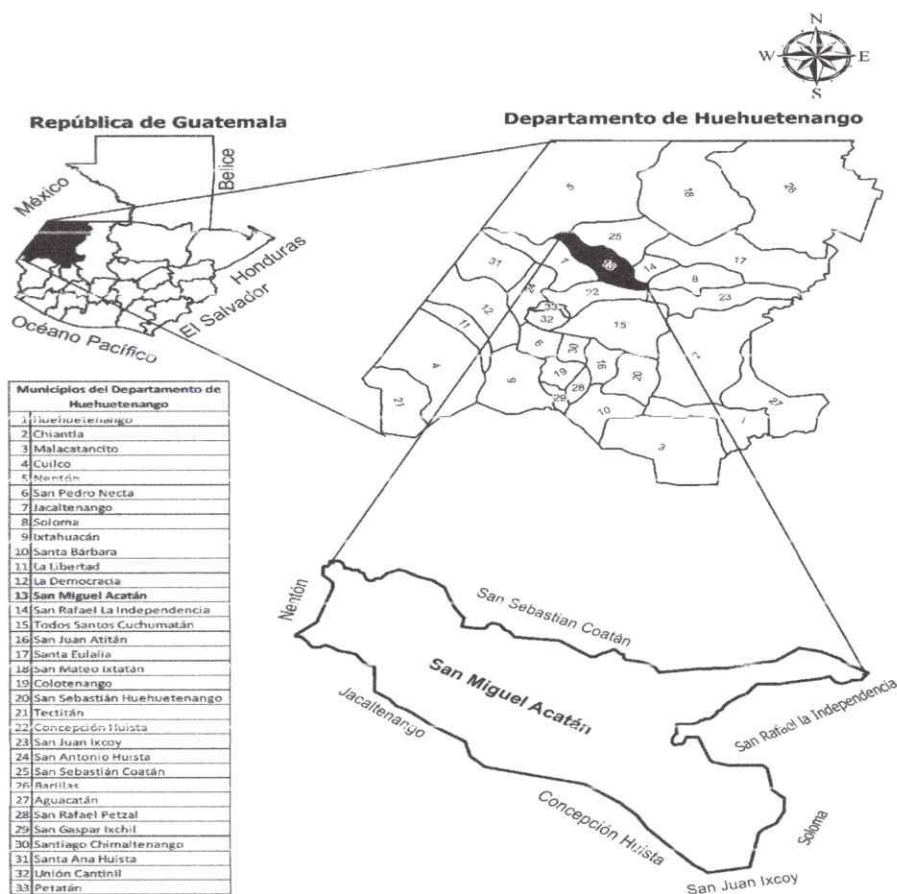 N
W E
S
República de Guatemala
México
Belice
Honduras
El Salvador
Océano Pacífico
Departamento de Huehuetenango
5
18
26
25
13
17
31
7
14
8
24
22
23
12
33
32
15
11
6
30
2
4
16
20
19
9
28
21
29
10
27
3
1
Municipios del Departamento de
Huehuetenango
1 Huehuetenango
2 Chiantla
3 Malacatancito
4 Cuilco
5 Nentón
6 San Pedro Necta
7 Jacaltenango
8 Soloma
9 Ixtahuacán
10 Santa Bárbara
11 La Libertad
12 La Democracia
13 San Miguel Acatán
14 San Rafael La Independencia
15 Todos Santos Cuchumatán
16 San Juan Atitán
17 Santa Eulalia
18 San Mateo Ixtatán
19 Colotenango
20 San Sebastián Huehuetenango
21 Tectitán
22 Concepción Huista
23 San Juan Ixcoy
24 San Antonio Huista
25 San Sebastián Coatán
26 Barillas
27 Aguacatán
28 San Rafael Petzal
29 San Gaspar Ixchil
30 Santiago Chimaltenango
31 Santa Ana Huista
32 Unión Cantinil
33 Petatán
Nentón
San Sebastian Coatán
San Miguel Acatán
San Rafael la Independencia
Jacaltenango
Concepción Huista
Soloma
San Juan Ixcoy